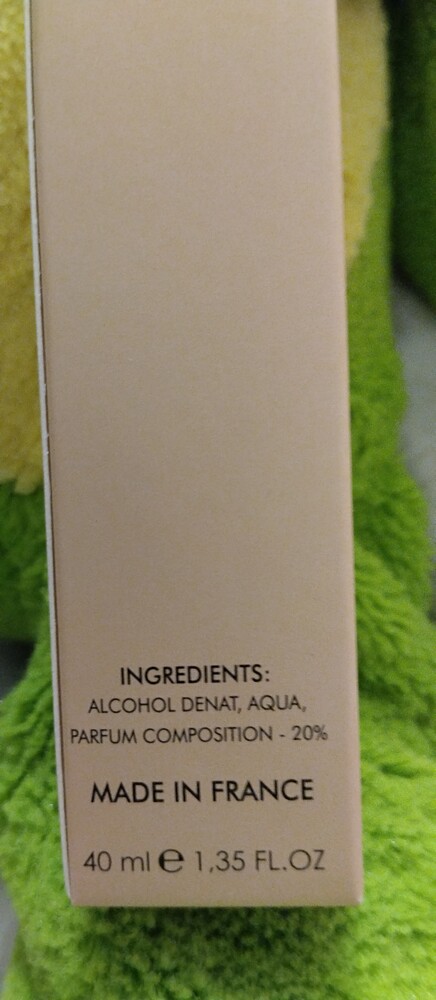 INGREDIENTS:
ALCOHOL DENAT, AQUA,
PARFUM COMPOSITION - 20%
MADE IN FRANCE
40 ml ℮ 1,35 FL.OZ